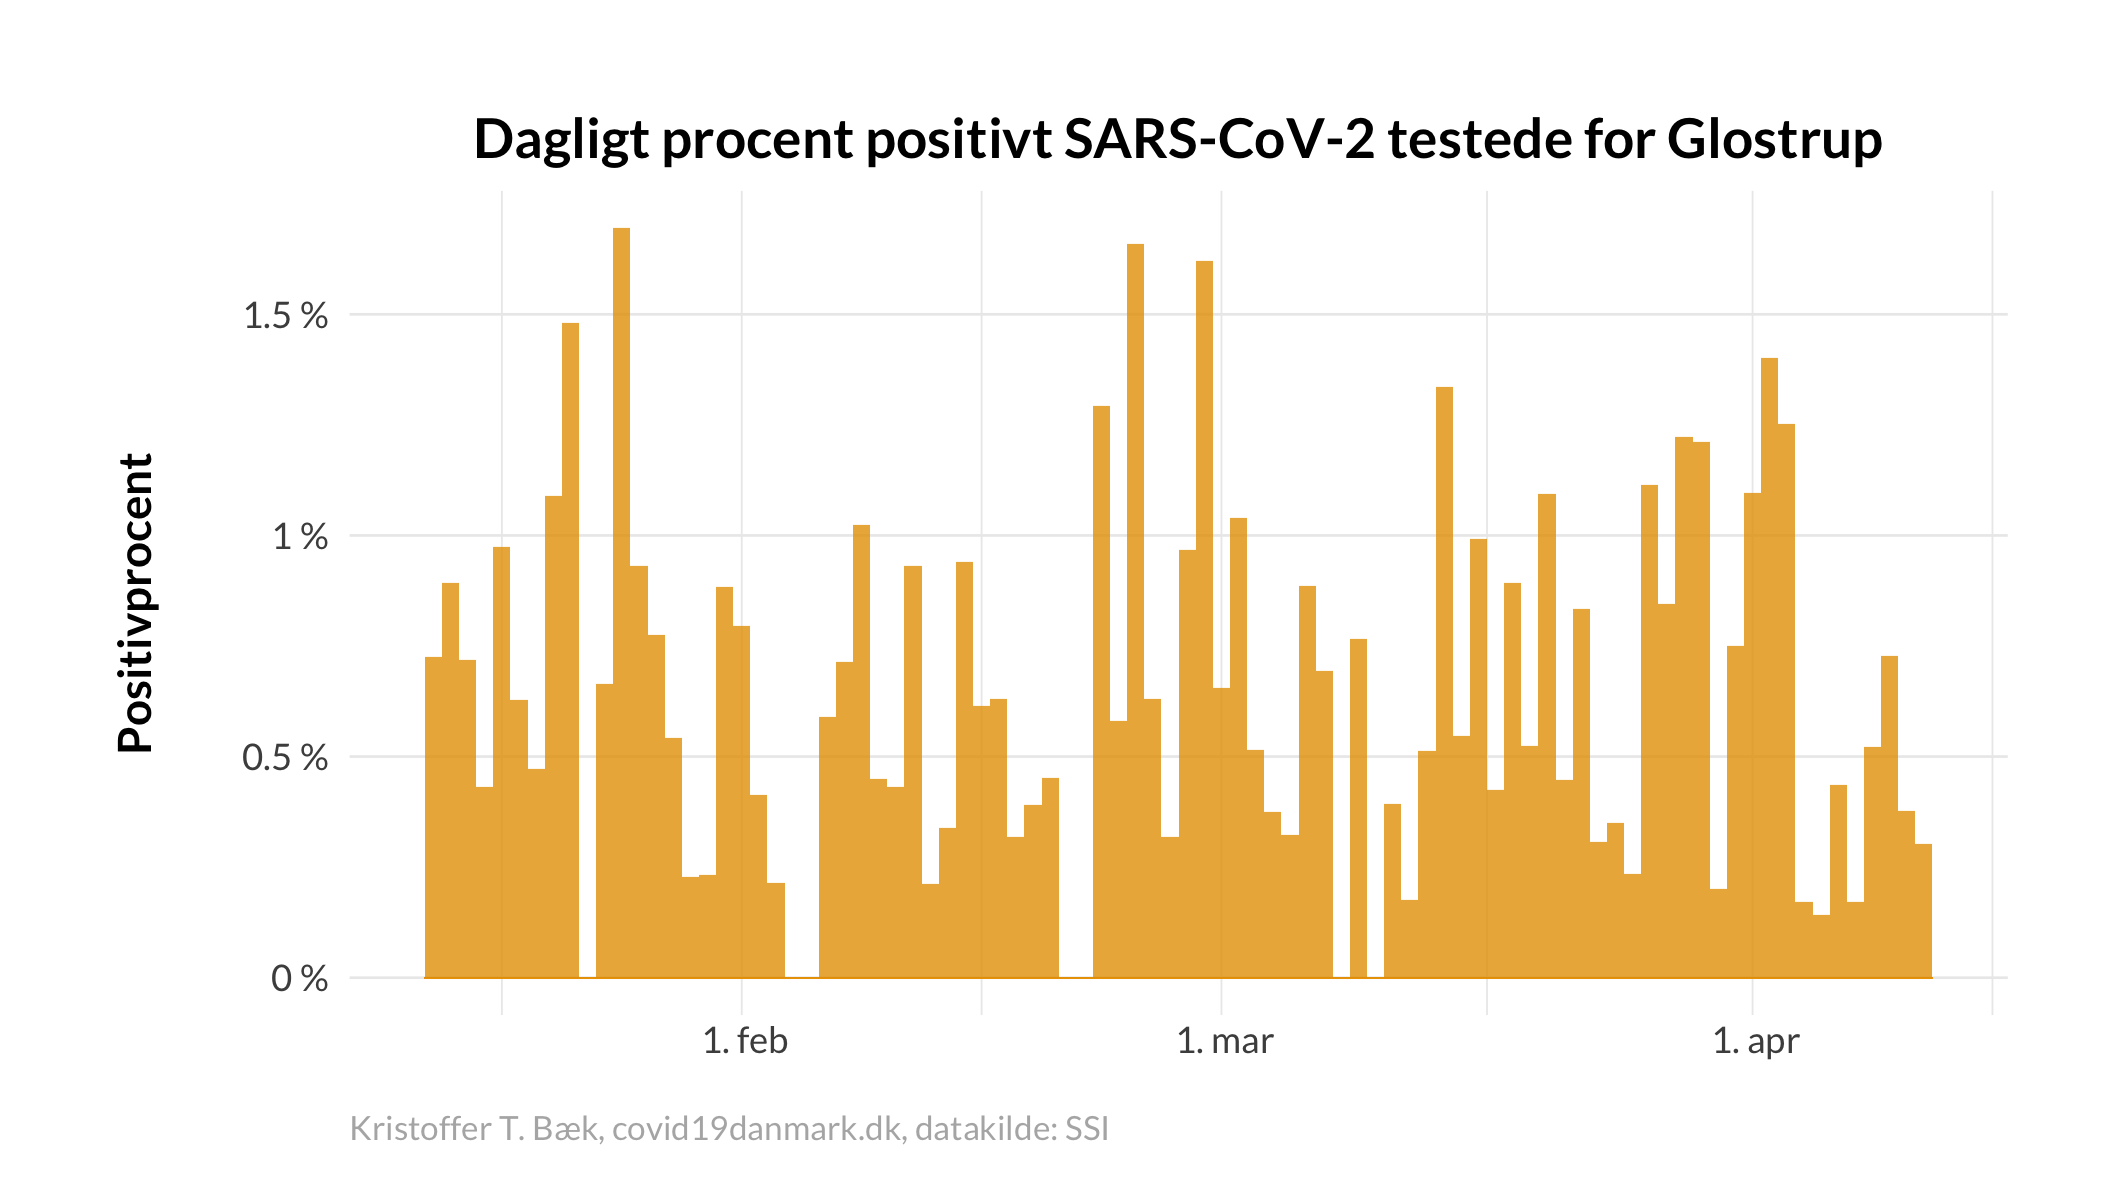 Dagligt procent positivt SARS-CoV-2 testede for Glostrup
Positivprocent
1.5 %
1 %
0.5 %
0 %
1. feb
1. mar
1. apr
Kristoffer T. Bæk, covid19danmark.dk, datakilde: SSI